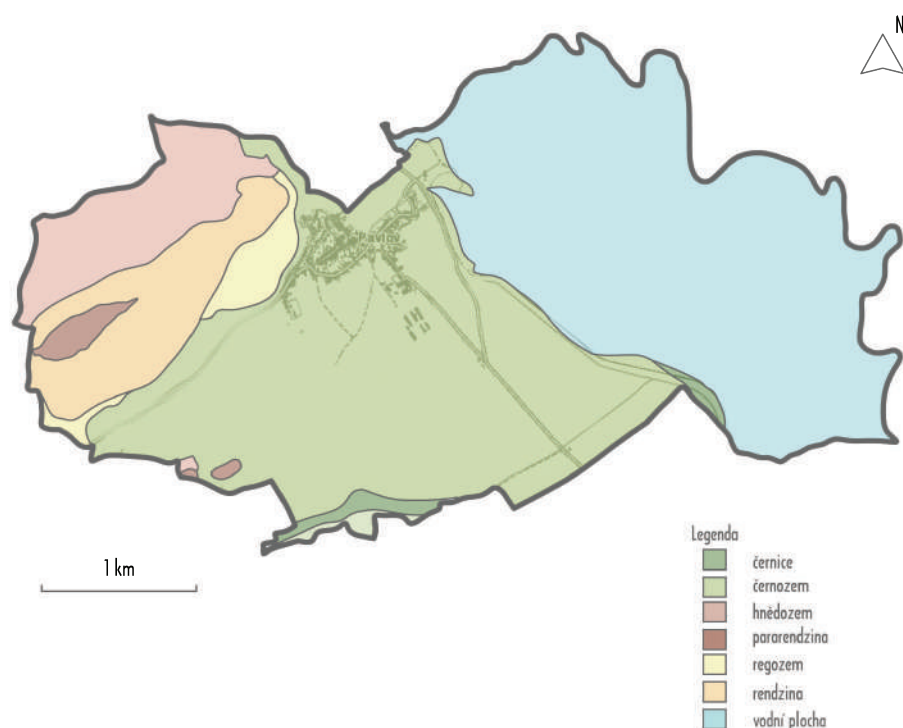 N
Pavlov
1 km
Legenda
černice
černozem
hnědozem
pararendzina
regozem
rendzina
vodní plocha